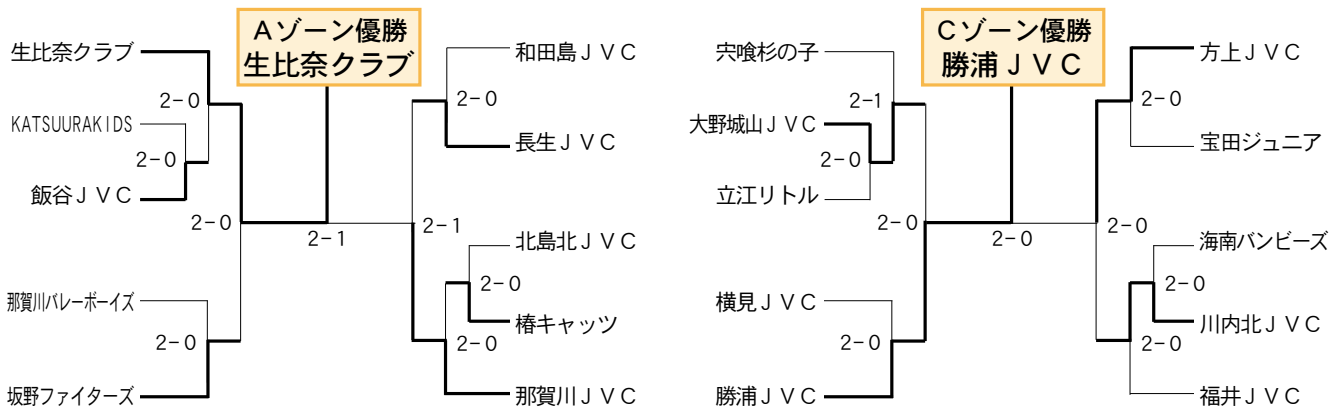 Aゾーン優勝
生比奈クラブ
生比奈クラブ
2-0
KATSUURAKIDS
2-0
飯谷JVC
2-0
那賀川バレーボーイズ
2-0
坂野ファイターズ
2-1
和田島JVC
2-0
長生JVC
2-1
北島北JVC
2-0
椿キャッツ
2-0
那賀川JVC
Cゾーン優勝
勝浦JVC
宍喰杉の子
2-1
大野城山JVC
2-0
立江リトル
2-0
横見JVC
2-0
勝浦JVC
2-0
方上JVC
宝田ジュニア
2-0
海南バンビーズ
2-0
川内北JVC
2-0
福井JVC